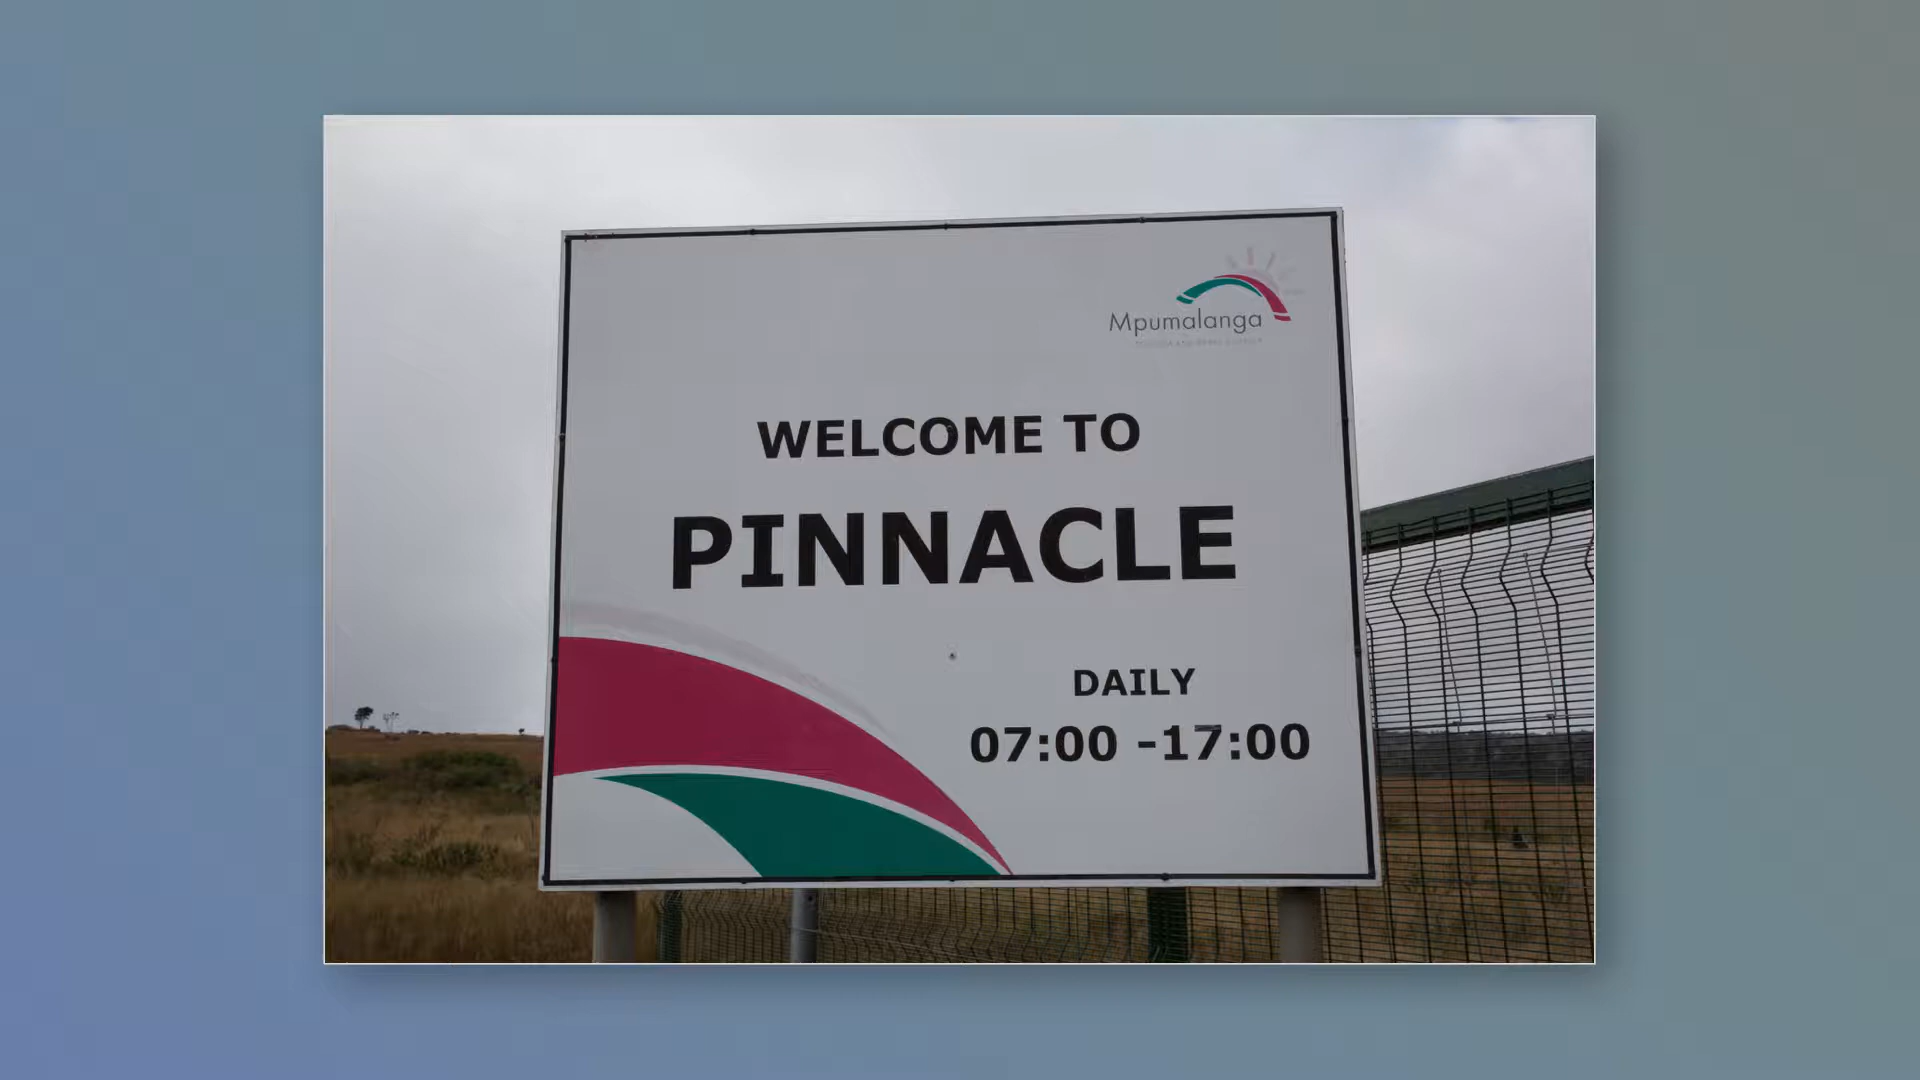 Mpumalanga
WELCOME TO
PINNACLE
DAILY
07:00 -17:00